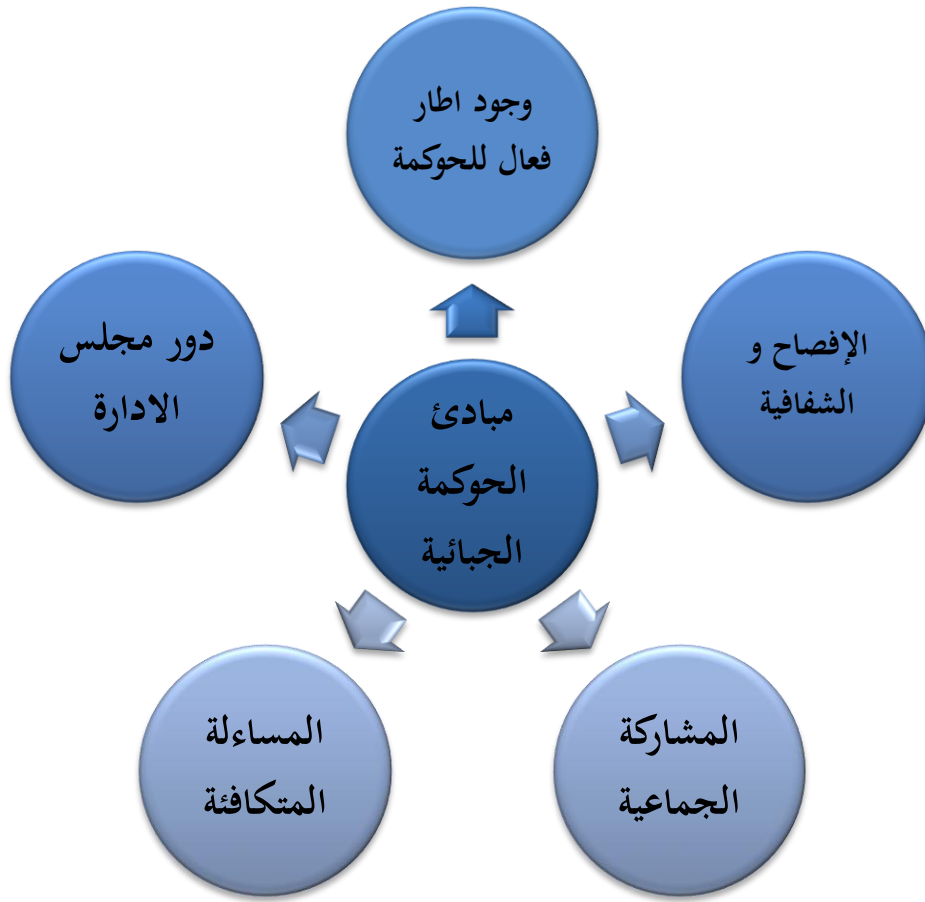 وجود اطار
فعال للحوكمة
الإفصاح و
الشفافية
دور مجلس
الادارة
مبادئ
الحوكمة
الجبائية
المشاركة
الجماعية
المساءلة
المتكافئة